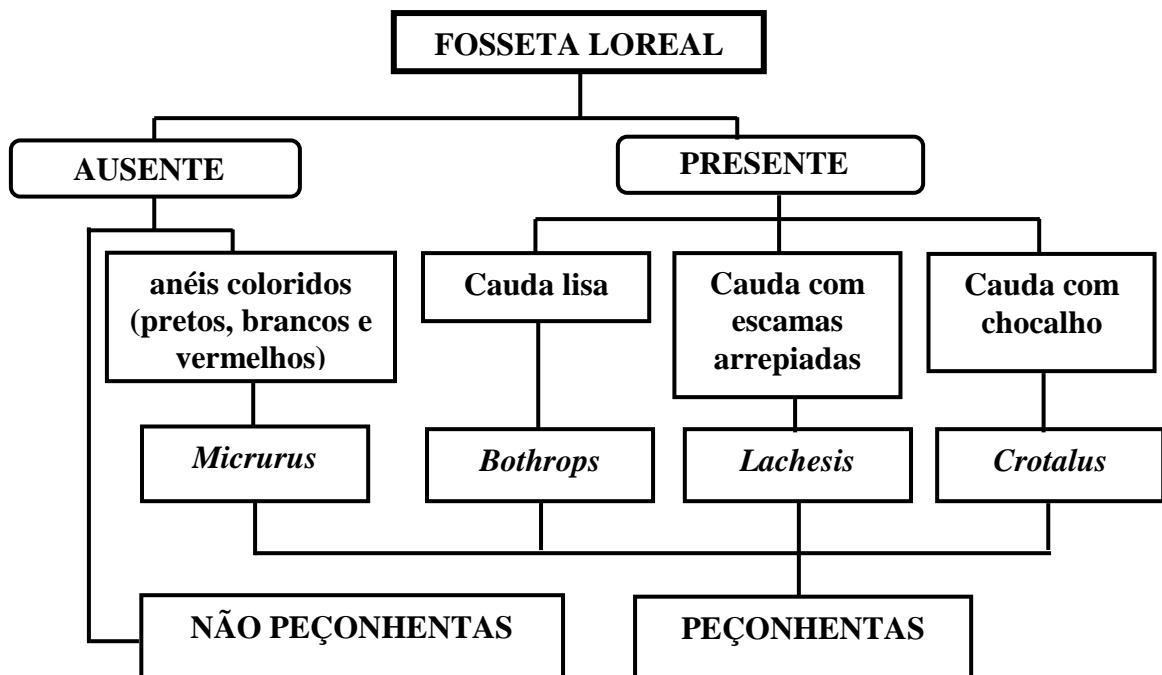 FOSSETA LOREAL
AUSENTE
PRESENTE
anéis coloridos
(pretos, brancos e
vermelhos)
Cauda lisa
Cauda com
escamas
arrepiadas
Cauda com
chocalho
Micrurus
Bothrops
Lachesis
Crotalus
NÃO PEÇONHENTAS
PEÇONHENTAS